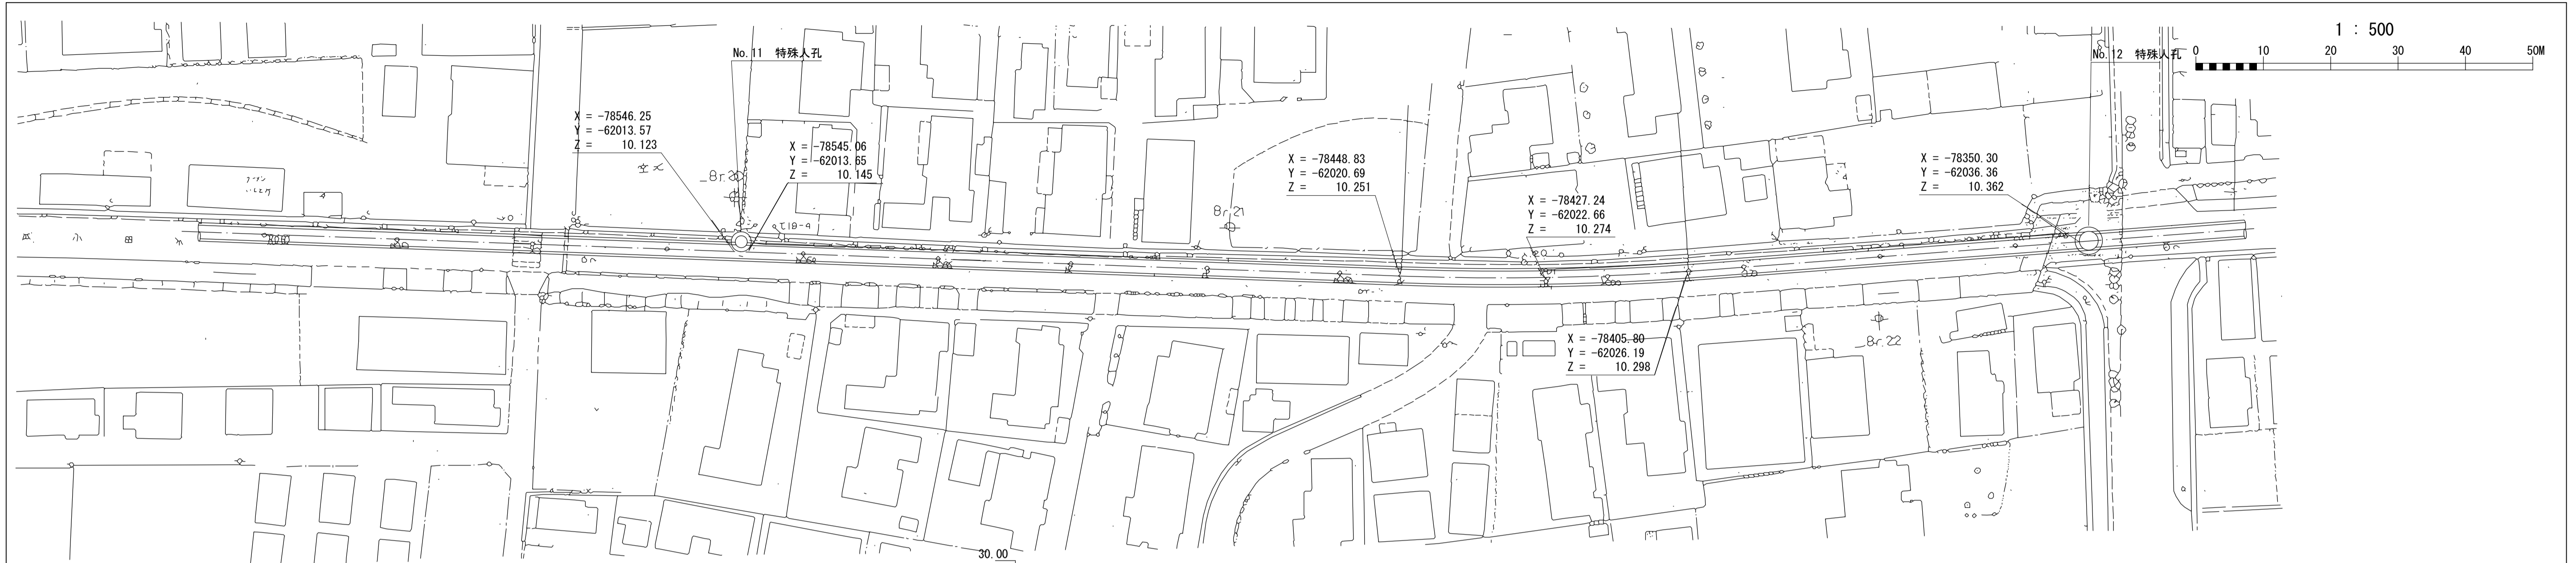 1 : 500
0 10 20 30 40 50M
No.11 特殊人孔
No.12 特殊人孔
X = -78546.25
Y = -62013.57
Z = 10.123
X = -78545.06
Y = -62013.65
Z = 10.145
X = -78448.83
Y = -62020.69
Z = 10.251
X = -78427.24
Y = -62022.66
Z = 10.274
X = -78350.30
Y = -62036.36
Z = 10.362
Br.20
Br.21
X = -78405.80
Y = -62026.19
Z = 10.298
Br.22
30.00